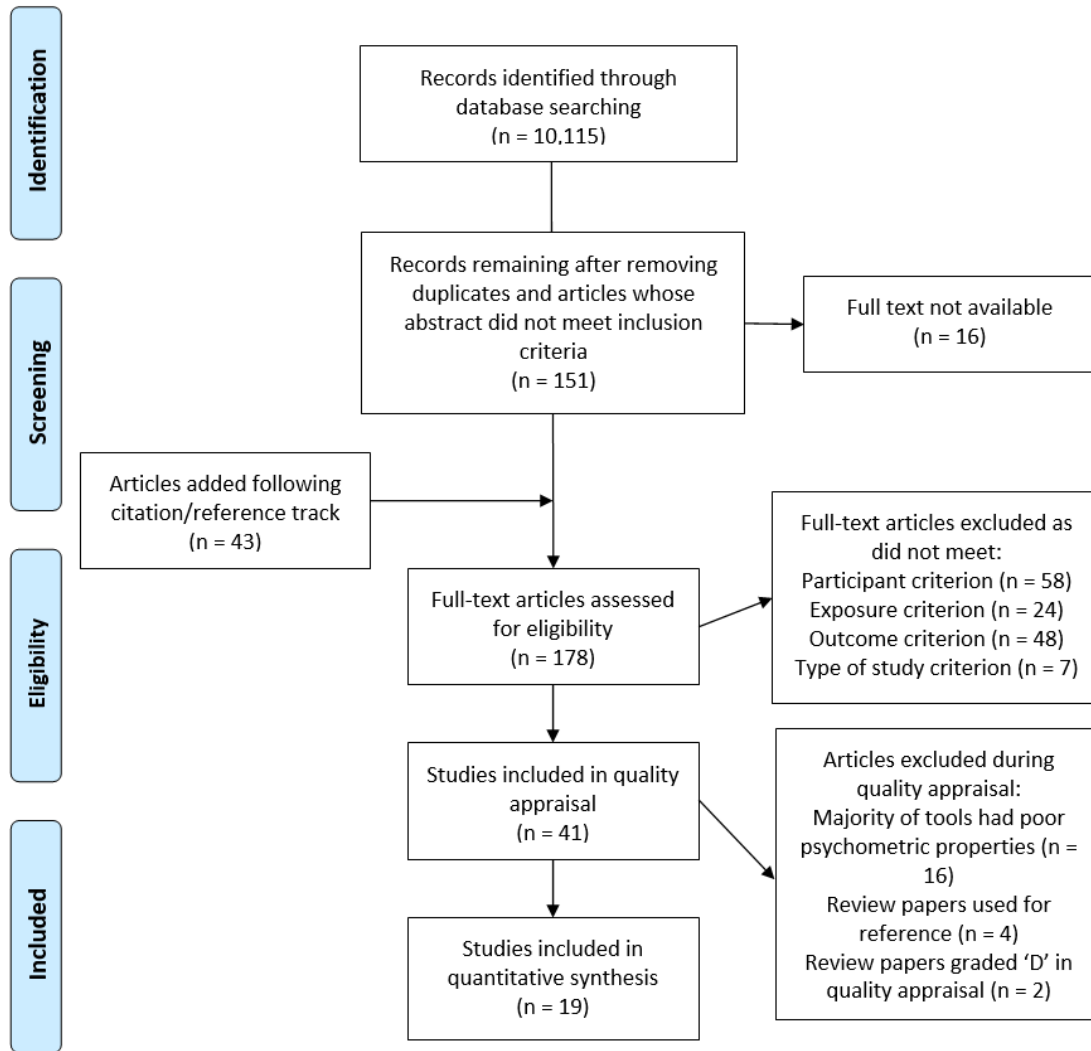 Identification
Records identified through
database searching
(n = 10,115)
Records remaining after removing
duplicates and articles whose
abstract did not meet inclusion
criteria
(n = 151)
Full text not available
(n = 16)
Screening
Articles added following
citation/reference track
(n = 43)
Full-text articles assessed
for eligibility
(n = 178)
Full-text articles excluded as
did not meet:
Participant criterion (n = 58)
Exposure criterion (n = 24)
Outcome criterion (n = 48)
Type of study criterion (n = 7)
Eligibility
Studies included in quality
appraisal
(n = 41)
Articles excluded during
quality appraisal:
Majority of tools had poor
psychometric properties (n =
16)
Review papers used for
reference (n = 4)
Review papers graded ‘D’ in
quality appraisal (n = 2)
Included
Studies included in
quantitative synthesis
(n = 19)